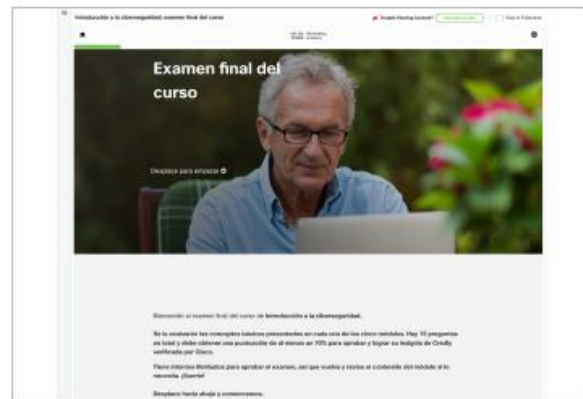 Introducción a la ciberseguridad: examen final del curso
Examen final del
curso
Desplace para empezar
Bienvenido al examen final del curso de Introducción a la ciberseguridad.
Se le evaluarán los conceptos básicos presentados en cada uno de los cinco módulos. Hay 15 preguntas
en total y debe obtener una puntuación de al menos un 70% para aprobar y lograr su insignia de Credly
verificada por Cisco.
Tiene intentos ilimitados para aprobar el examen, así que vuelva y revise el contenido del módulo si lo
necesita. ¡Suerte!
Desplace hacia abajo y comencemos.